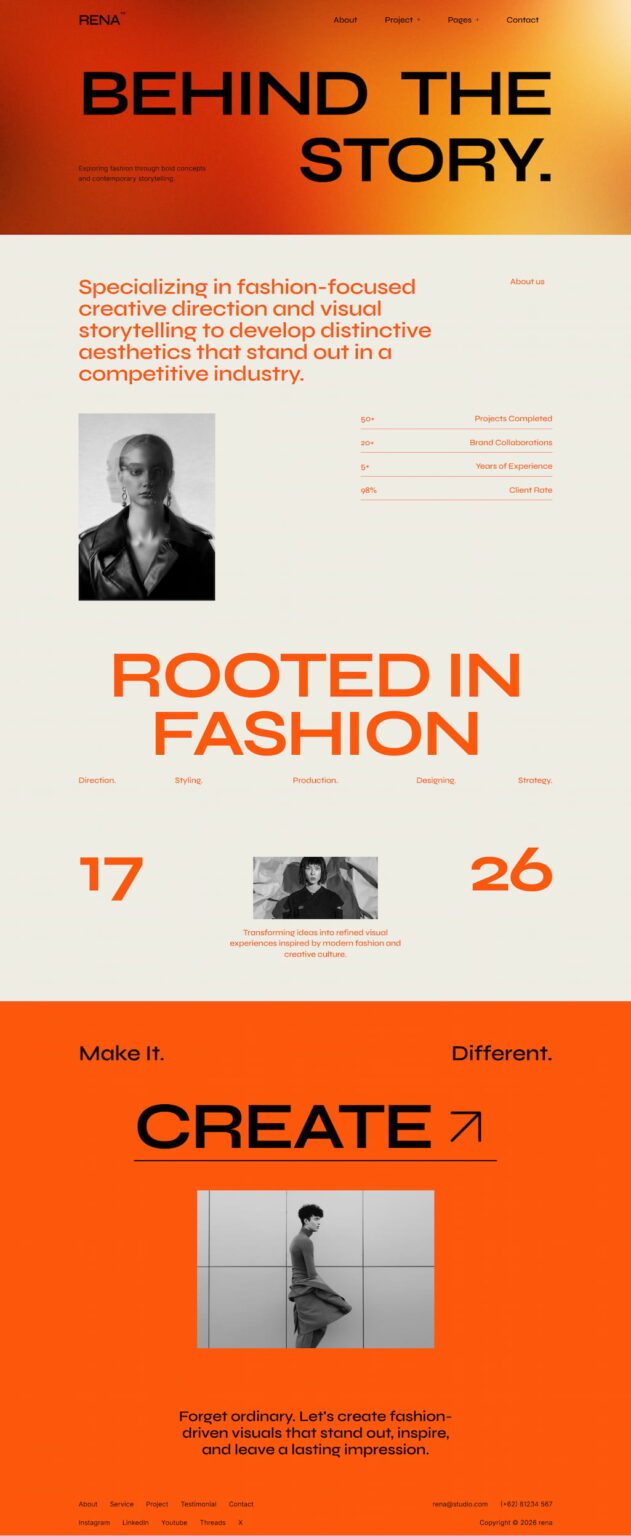 RENA
About Project + Pages + Contact
BEHIND THE
STORY.
Exploring fashion through bold concepts
and contemporary storytelling.
Specializing in fashion-focused
creative direction and visual
storytelling to develop distinctive
aesthetics that stand out in a
competitive industry.
About us
50+ Projects Completed
20+ Brand Collaborations
5+ Years of Experience
98% Client Rate
ROOTED IN
FASHION
Direction. Styling. Production. Designing. Strategy.
17
26
Transforming ideas into refined visual
experiences inspired by modern fashion and
creative culture.
Make It. Different.
CREATE
Forget ordinary. Let's create fashion-
driven visuals that stand out, inspire,
and leave a lasting impression.
About Service Project Testimonial Contact
rena@studio.com (+62) 81234 567
Instagram LinkedIn Youtube Threads X
Copyright © 2026 rena